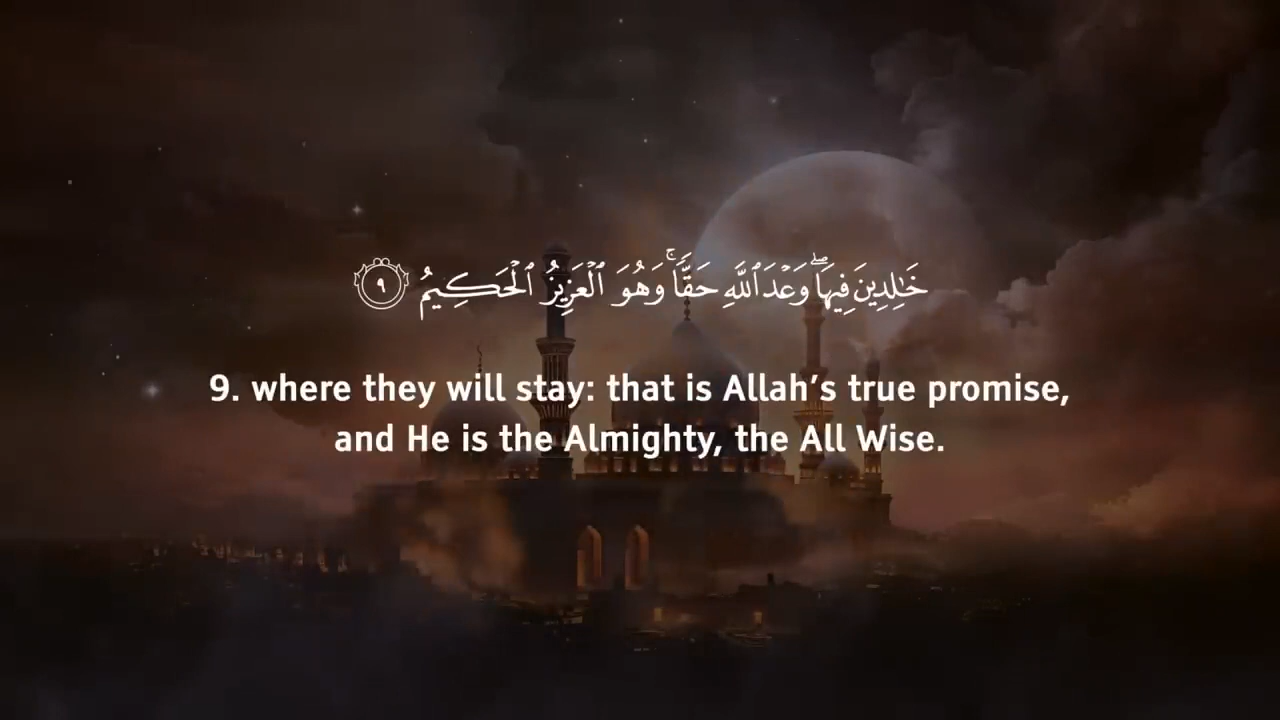 خَـٰلِدِينَ فِيهَا ۖ وَعْدَ ٱللَّهِ حَقًّا ۚ وَهُوَ ٱلْعَزِيزُ ٱلْحَكِيمُ ٩
9. where they will stay: that is Allah’s true promise,
and He is the Almighty, the All Wise.